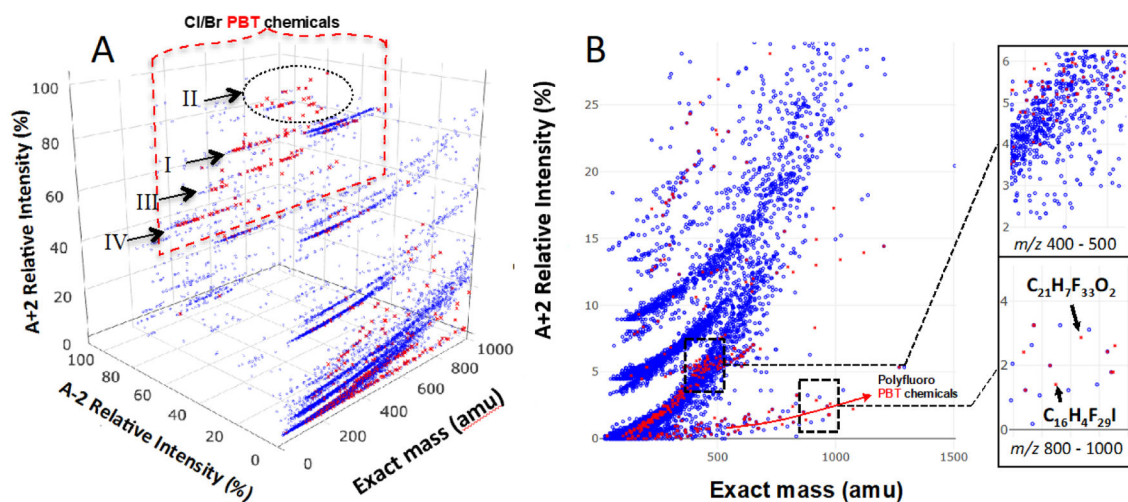 Cl/Br PBT chemicals
A
A+2 Relative Intensity (%)
100
80
60
40
20
0
II
I
III
IV
100
80
60
40
20
0
A-2 Relative Intensity (%)
0
200
400
600
800
1000
Exact mass (amu)
B
A+2 Relative Intensity (%)
25
20
15
10
5
0
500
1000
1500
Exact mass (amu)
Polyfluoro
PBT chemicals
6
5
4
3
2
m/z 400 - 500
4
2
0
C₂₁H₇F₃₃O₂
C₁₆H₄F₂₉I
m/z 800 - 1000